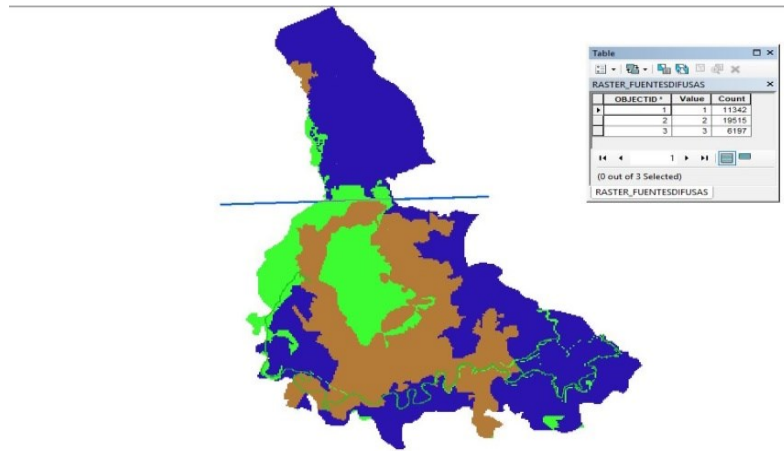 Table
RASTER_FUENTESDIFUSAS
OBJECTID * Value Count
1 1 11342
2 2 19515
3 3 6197
1
(0 out of 3 Selected)
RASTER_FUENTESDIFUSAS